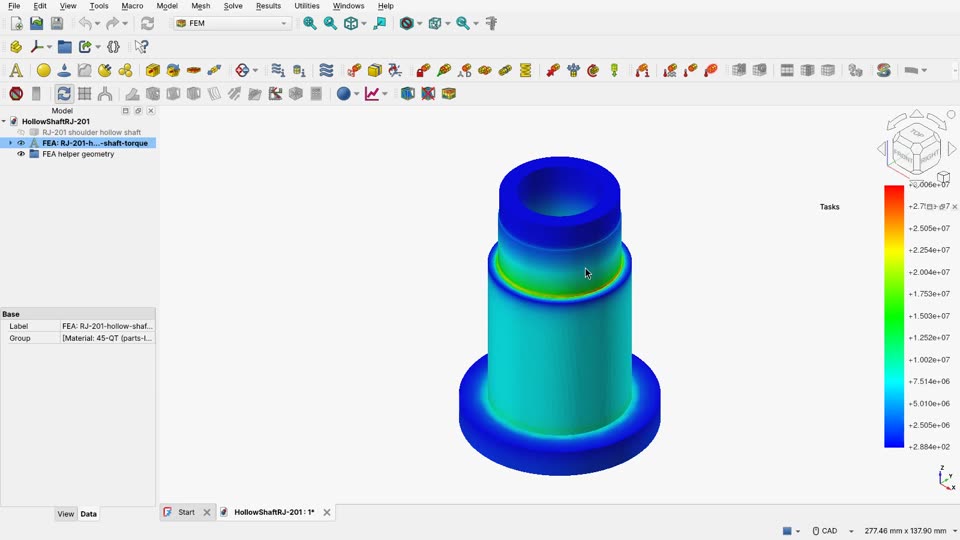 File Edit View Tools Macro Model Mesh Solve Results Utilities Windows Help
FEM
Model
HollowShaftRJ-201
RJ-201 shoulder hollow shaft
FEA: RJ-201-h...-shaft-torque
FEA helper geometry
TOP
FRONT
RIGHT
Tasks
+2.505e+07
+2.254e+07
+2.004e+07
+1.753e+07
+1.503e+07
+1.252e+07
+1.002e+07
+7.514e+06
+5.010e+06
+2.505e+06
+2.884e+02
Base
Label FEA: RJ-201-hollow-shaf...
Group [Material: 45-QT (parts-l...
Z
Y
X
View Data
Start HollowShaftRJ-201 : 1*
CAD 277.46 mm x 137.90 mm